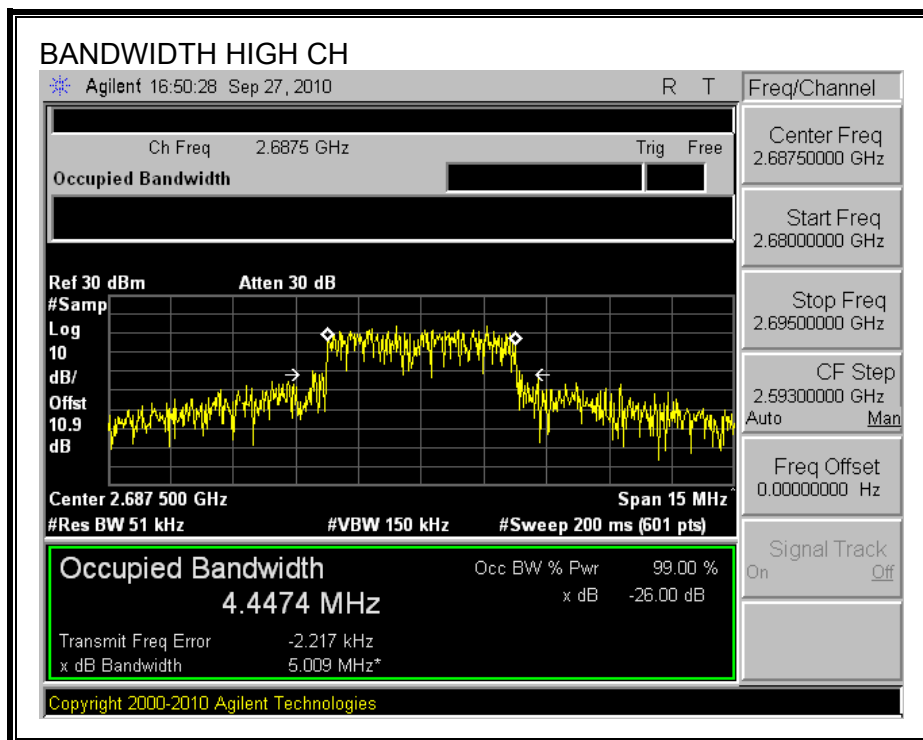 BANDWIDTH HIGH CH
Agilent 16:50:28 Sep 27, 2010 R T
Freq/Channel
Ch Freq 2.6875 GHz Trig Free
Occupied Bandwidth
Center Freq
2.68750000 GHz
Start Freq
2.68000000 GHz
Stop Freq
2.69500000 GHz
CF Step
2.59300000 GHz
Auto Man
Freq Offset
0.00000000 Hz
Signal Track
On Off
Ref 30 dBm Atten 30 dB
#Samp
Log
10
dB/
Offst
10.9
dB
Center 2.687 500 GHz Span 15 MHz^
#Res BW 51 kHz #VBW 150 kHz #Sweep 200 ms (601 pts)
Occupied Bandwidth Occ BW % Pwr 99.00 %
4.4474 MHz x dB -26.00 dB
Transmit Freq Error -2.217 kHz
x dB Bandwidth 5.009 MHz*
Copyright 2000-2010 Agilent Technologies